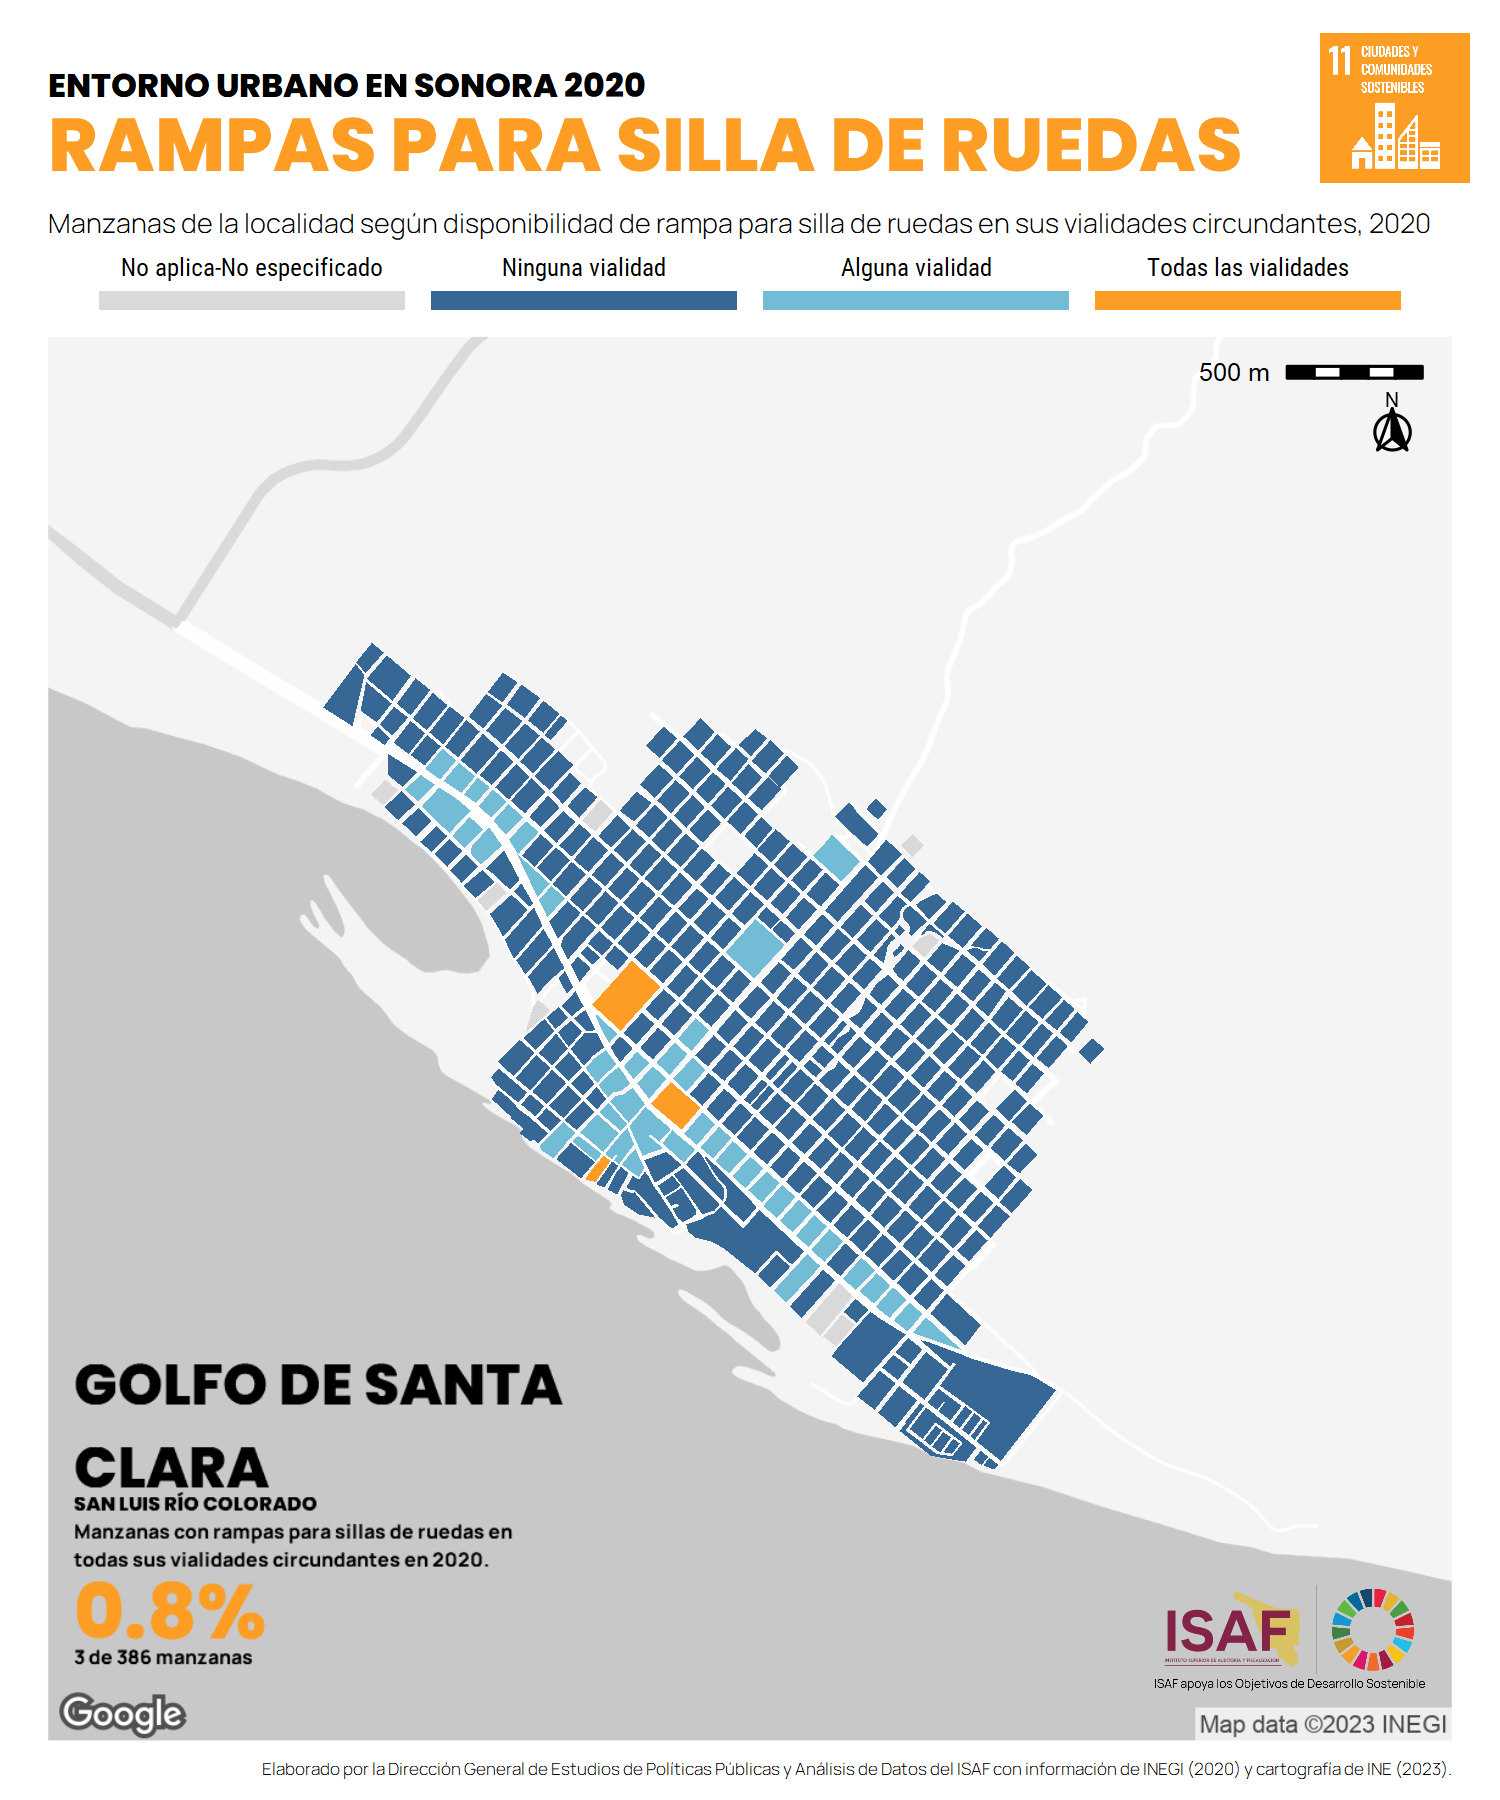 ENTORNO URBANO EN SONORA 2020
RAMPAS PARA SILLA DE RUEDAS
11 CIUDADES Y
COMUNIDADES
SOSTENIBLES
Manzanas de la localidad según disponibilidad de rampa para silla de ruedas en sus vialidades circundantes, 2020
No aplica-No especificado
Ninguna vialidad
Alguna vialidad
Todas las vialidades
500 m
N
GOLFO DE SANTA
CLARA
SAN LUIS RÍO COLORADO
Manzanas con rampas para sillas de ruedas en
todas sus vialidades circundantes en 2020.
0.8%
3 de 386 manzanas
ISAF
INSTITUTO SUPERIOR DE AUDITORÍA Y FISCALIZACIÓN
ISAF apoya los Objetivos de Desarrollo Sostenible
Google
Map data ©2023 INEGI
Elaborado por la Dirección General de Estudios de Políticas Públicas y Análisis de Datos del ISAF con información de INEGI (2020) y cartografía de INE (2023).